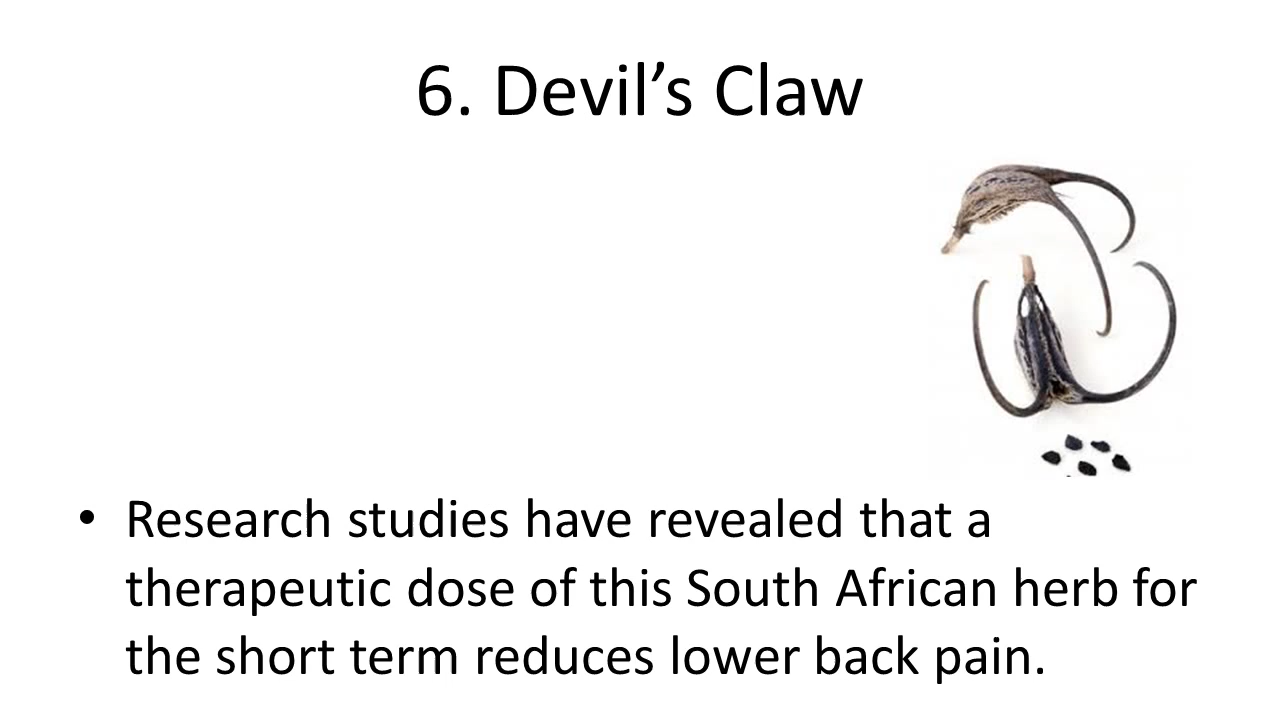 6. Devil’s Claw
• Research studies have revealed that a
therapeutic dose of this South African herb for
the short term reduces lower back pain.